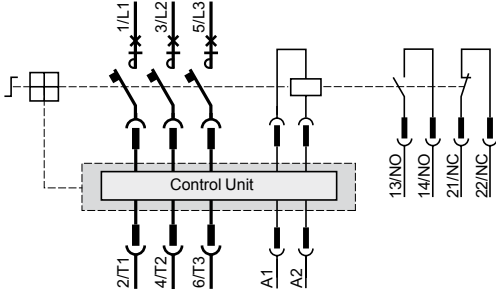 1/L1
3/L2
5/L3
13/NO
14/NO
21/NC
22/NC
Control Unit
2/T1
4/T2
6/T3
A1
A2